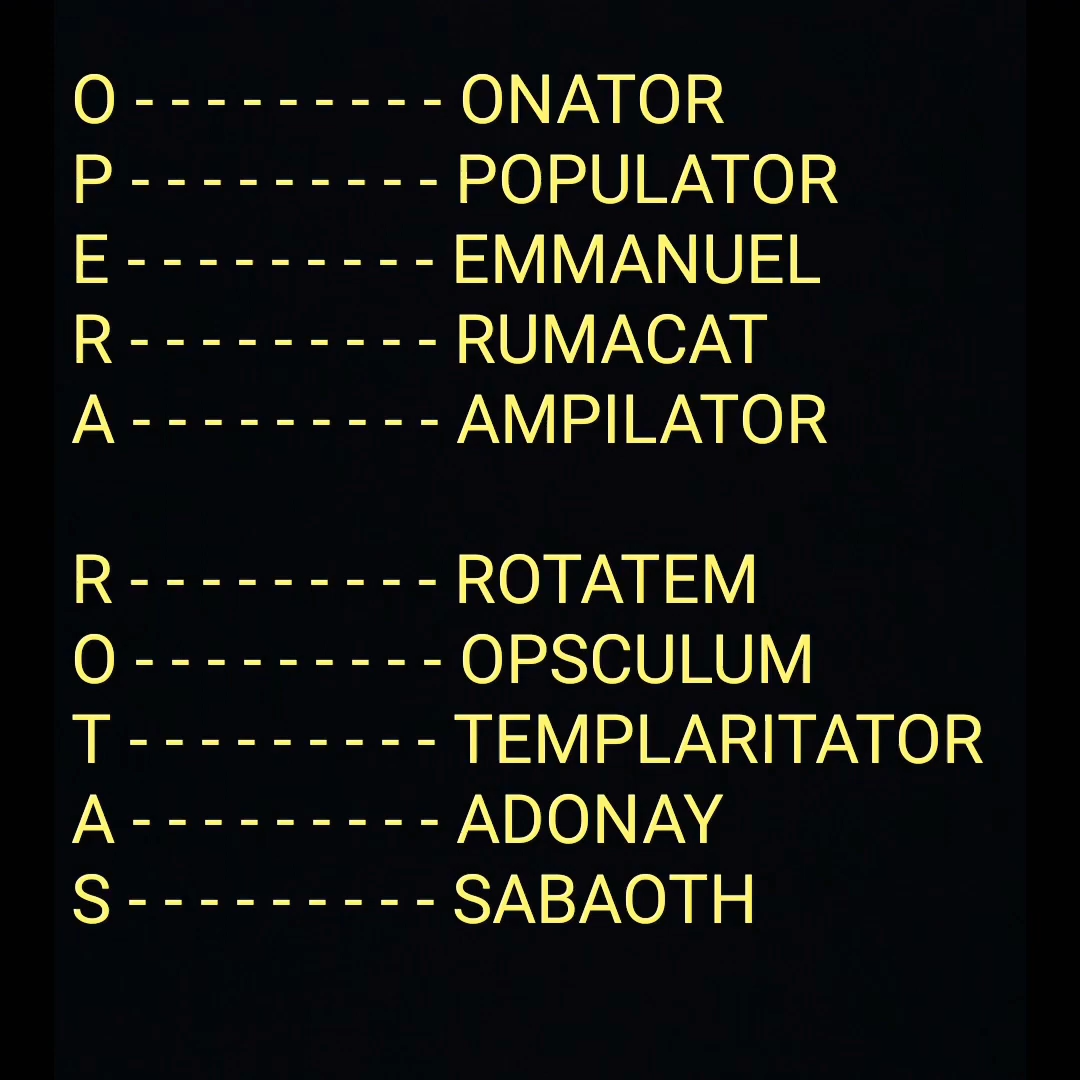 O - - - - - - - - - ONATOR
P - - - - - - - - - POPULATOR
E - - - - - - - - - EMMANUEL
R - - - - - - - - - RUMACAT
A - - - - - - - - - AMPILATOR
R - - - - - - - - - ROTATEM
O - - - - - - - - - OPSCULUM
T - - - - - - - - - TEMPLARITATOR
A - - - - - - - - - ADONAY
S - - - - - - - - - SABAOTH